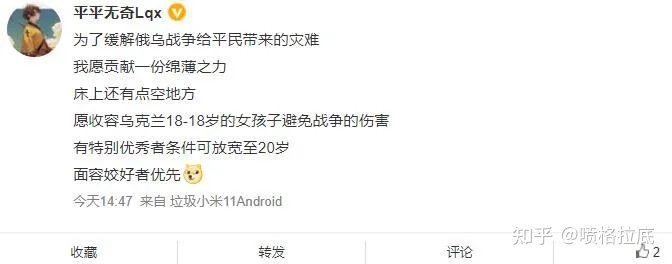 平平无奇Lqx
为了缓解俄乌战争给平民带来的灾难
我愿贡献一份绵薄之力
床上还有点空地方
愿收容乌克兰18-18岁的女孩子避免战争的伤害
有特别优秀者条件可放宽至20岁
面容姣好者优先
今天14:47 来自 垃圾小米11Android
收藏 转发 评论 2
知乎 @喷格拉底